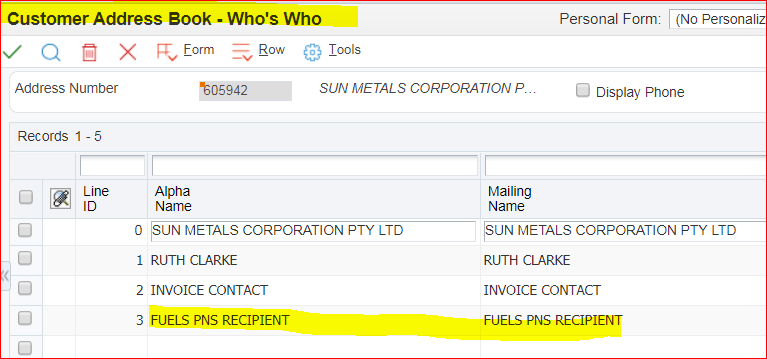 Customer Address Book - Who's Who
Personal Form: (No Personaliz
Form Row Tools
Address Number 605942 SUN METALS CORPORATION P... Display Phone
Records 1 - 5
Line ID Alpha Name Mailing Name
0 SUN METALS CORPORATION PTY LTD SUN METALS CORPORATION PTY LTD
1 RUTH CLARKE RUTH CLARKE
2 INVOICE CONTACT INVOICE CONTACT
3 FUELS PNS RECIPIENT FUELS PNS RECIPIENT